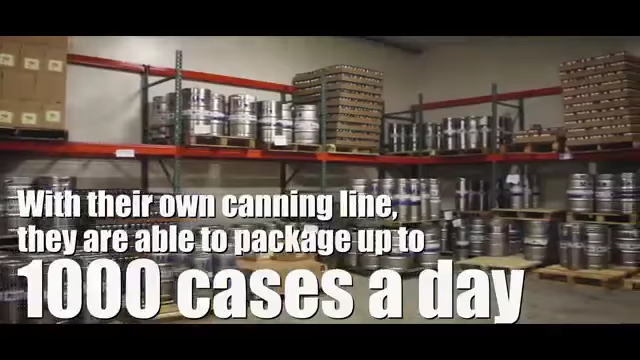 With their own canning line,
they are able to package up to
1000 cases a day